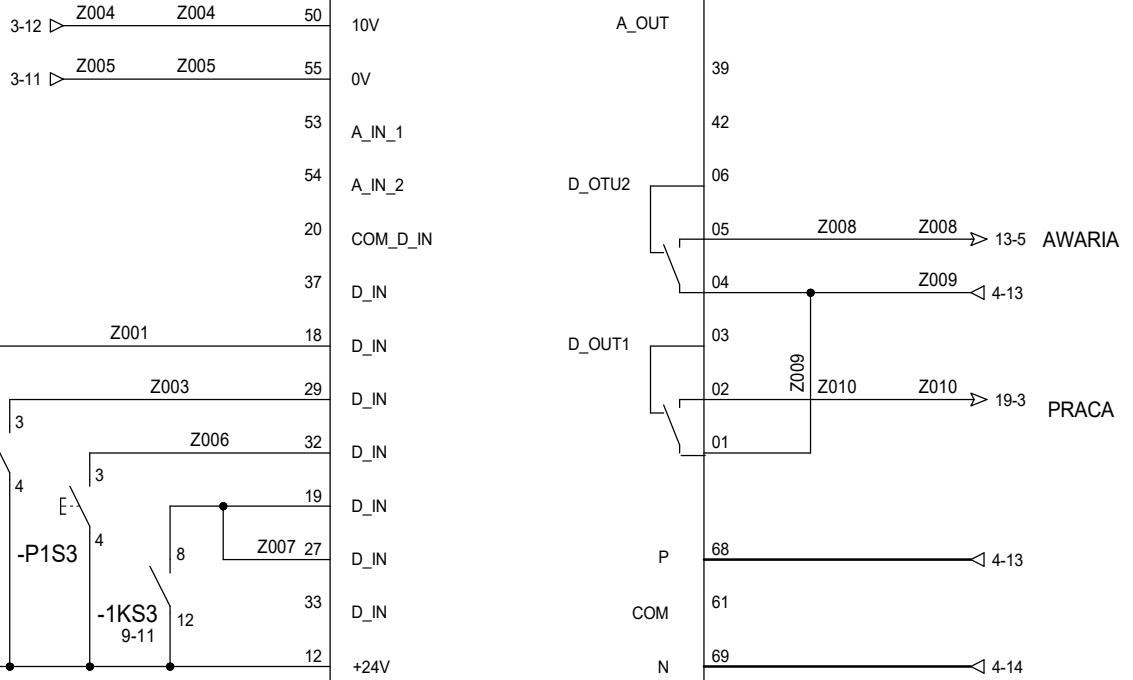 3-12 Z004 Z004 50 10V A_OUT
3-11 Z005 Z005 55 0V 39
53 A_IN_1 42
54 A_IN_2 D_OTU2 06
20 COM_D_IN 05 Z008 Z008 13-5 AWARIA
37 D_IN 04 Z009 4-13
Z001 18 D_IN D_OUT1 03
Z003 29 D_IN 02 Z009 Z010 Z010 19-3 PRACA
3
Z006 32 D_IN 01
4 3 19 D_IN
-P1S3 4 8 Z007 27 D_IN P 68 4-13
-1KS3 12 33 D_IN COM 61
9-11
12 +24V N 69 4-14